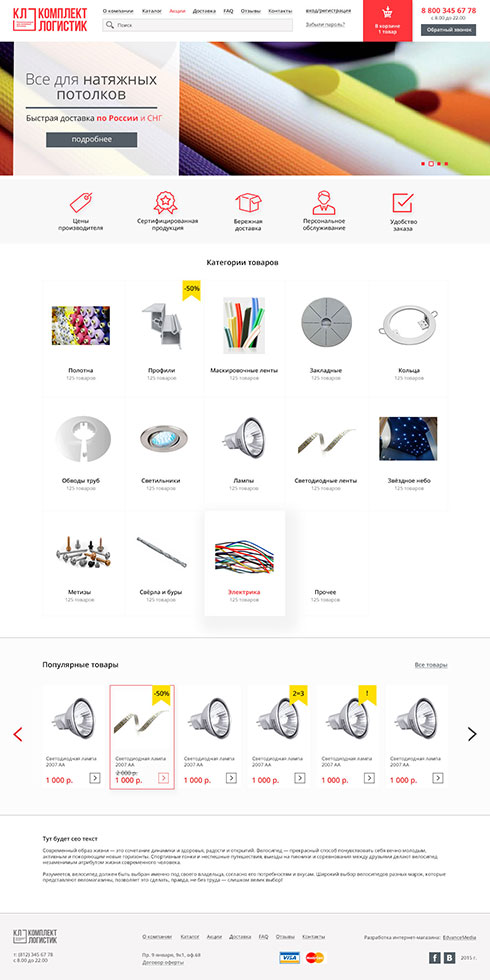 КЛ КОМПЛЕКТ
ЛОГИСТИК
О компании Каталог Акции Доставка FAQ Отзывы Контакты
Поиск
вход/регистрация
Забыли пароль?
В корзине
1 товар
8 800 345 67 78
с 8.00 до 22.00
Обратный звонок
Все для натяжных
потолков
Быстрая доставка по России и СНГ
подробнее
Цены
производителя
Сертифицированная
продукция
Бережная
доставка
Персональное
обслуживание
Удобство
заказа
Категории товаров
-50%
Полотна
125 товаров
Профили
125 товаров
Маскировочные ленты
125 товаров
Закладные
125 товаров
Кольца
125 товаров
Обводы труб
125 товаров
Светильники
125 товаров
Лампы
125 товаров
Светодиодные ленты
125 товаров
Звёздное небо
125 товаров
Метизы
125 товаров
Свёрла и буры
125 товаров
Электрика
125 товаров
Прочее
125 товаров
Популярные товары
Все товары
Светодиодная лампа
2007 АА
1 000 р.
-50%
Светодиодная лампа
2007 АА
2 000 р.
1 000 р.
Светодиодная лампа
2007 АА
1 000 р.
2=3
Светодиодная лампа
2007 АА
1 000 р.
!
Светодиодная лампа
2007 АА
1 000 р.
Светодиодная лампа
2007 АА
1 000 р.
Тут будет сео текст
Современный образ жизни — это сочетание динамики и здоровья, радости и открытий. Велосипед — прекрасный способ почувствовать себя вечно молодым,
активным и покоряющим новые горизонты. Спортивные гонки и неспешные путешествия, выезды на пикники и соревнования между друзьями делают велосипед
незаменимым атрибутом жизни современного человека.
Разумеется, велосипед должен быть, выбран именно под своего владельца, согласно его потребностям и вкусам. Широкий выбор велосипедов разных марок, которые
представляют веломагазины, позволяет это сделать, правда, не без труда — слишком велик выбор!
КЛ КОМПЛЕКТ
ЛОГИСТИК
т. (812) 345 67 78
с 8.00 до 22.00
О компании Каталог Акции Доставка FAQ Отзывы Контакты
Пр. 9 января, 9к1, оф.69
Договор оферты
VISA
MasterCard
Разработка интернет-магазина: EdvanceMedia
f
B
2015 г.